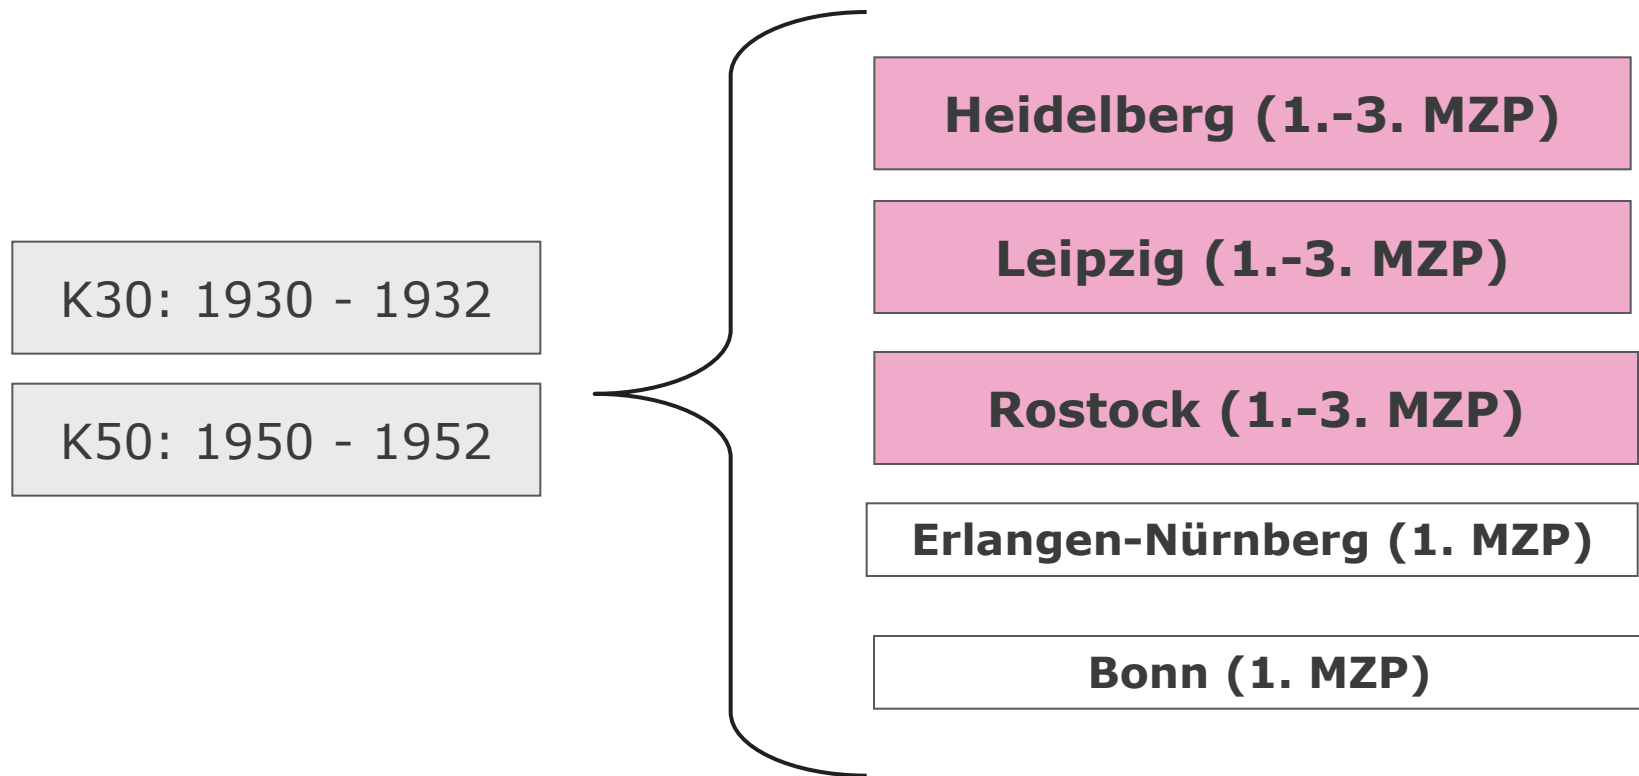 K30: 1930 - 1932
K50: 1950 - 1952
Heidelberg (1.-3. MZP)
Leipzig (1.-3. MZP)
Rostock (1.-3. MZP)
Erlangen-Nürnberg (1. MZP)
Bonn (1. MZP)